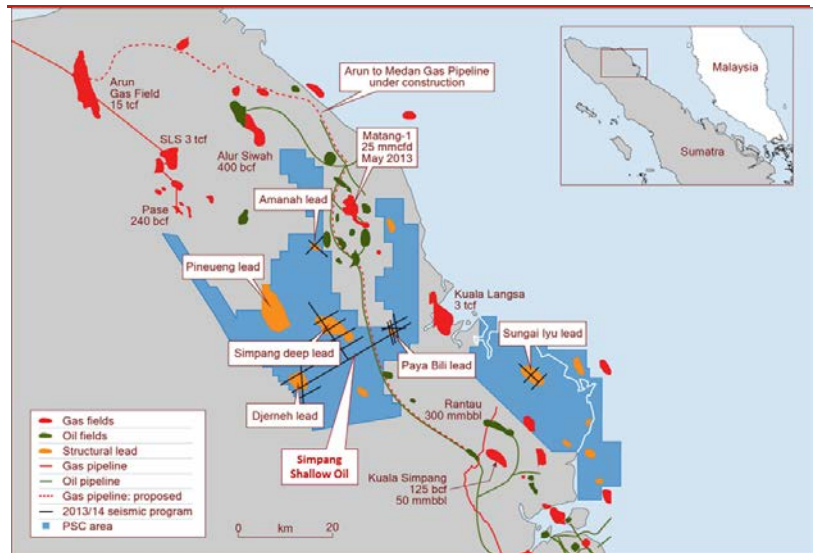 Arun
Gas Field
15 tcf
Arun to Medan Gas Pipeline
under construction
Malaysia
Sumatra
SLS 3 tcf
Alur Siwah
400 bcf
Matang-1
25 mmcfd
May 2013
Pase
240 bcf
Amanah lead
Pineueng lead
Kuala Langsa
3 tcf
Sungai Iyu lead
Simpang deep lead
Paya Bili lead
Djerneh lead
Rantau
300 mmbbl
Simpang
Shallow Oil
Kuala Simpang
125 bcf
50 mmbbl
Gas fields
Oil fields
Structural lead
Gas pipeline
Oil pipeline
Gas pipeline: proposed
2013/14 seismic program
PSC area
0 km 20